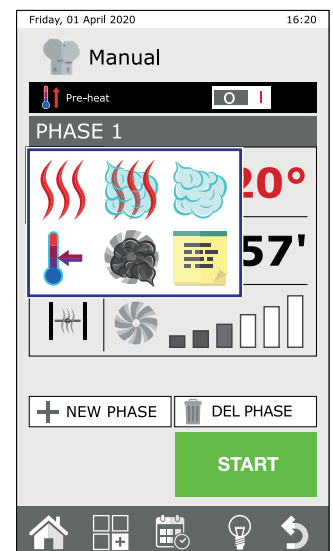 Friday, 01 April 2020 16:20
Manual
Pre-heat O I
PHASE 1
20°
57'
NEW PHASE DEL PHASE
START